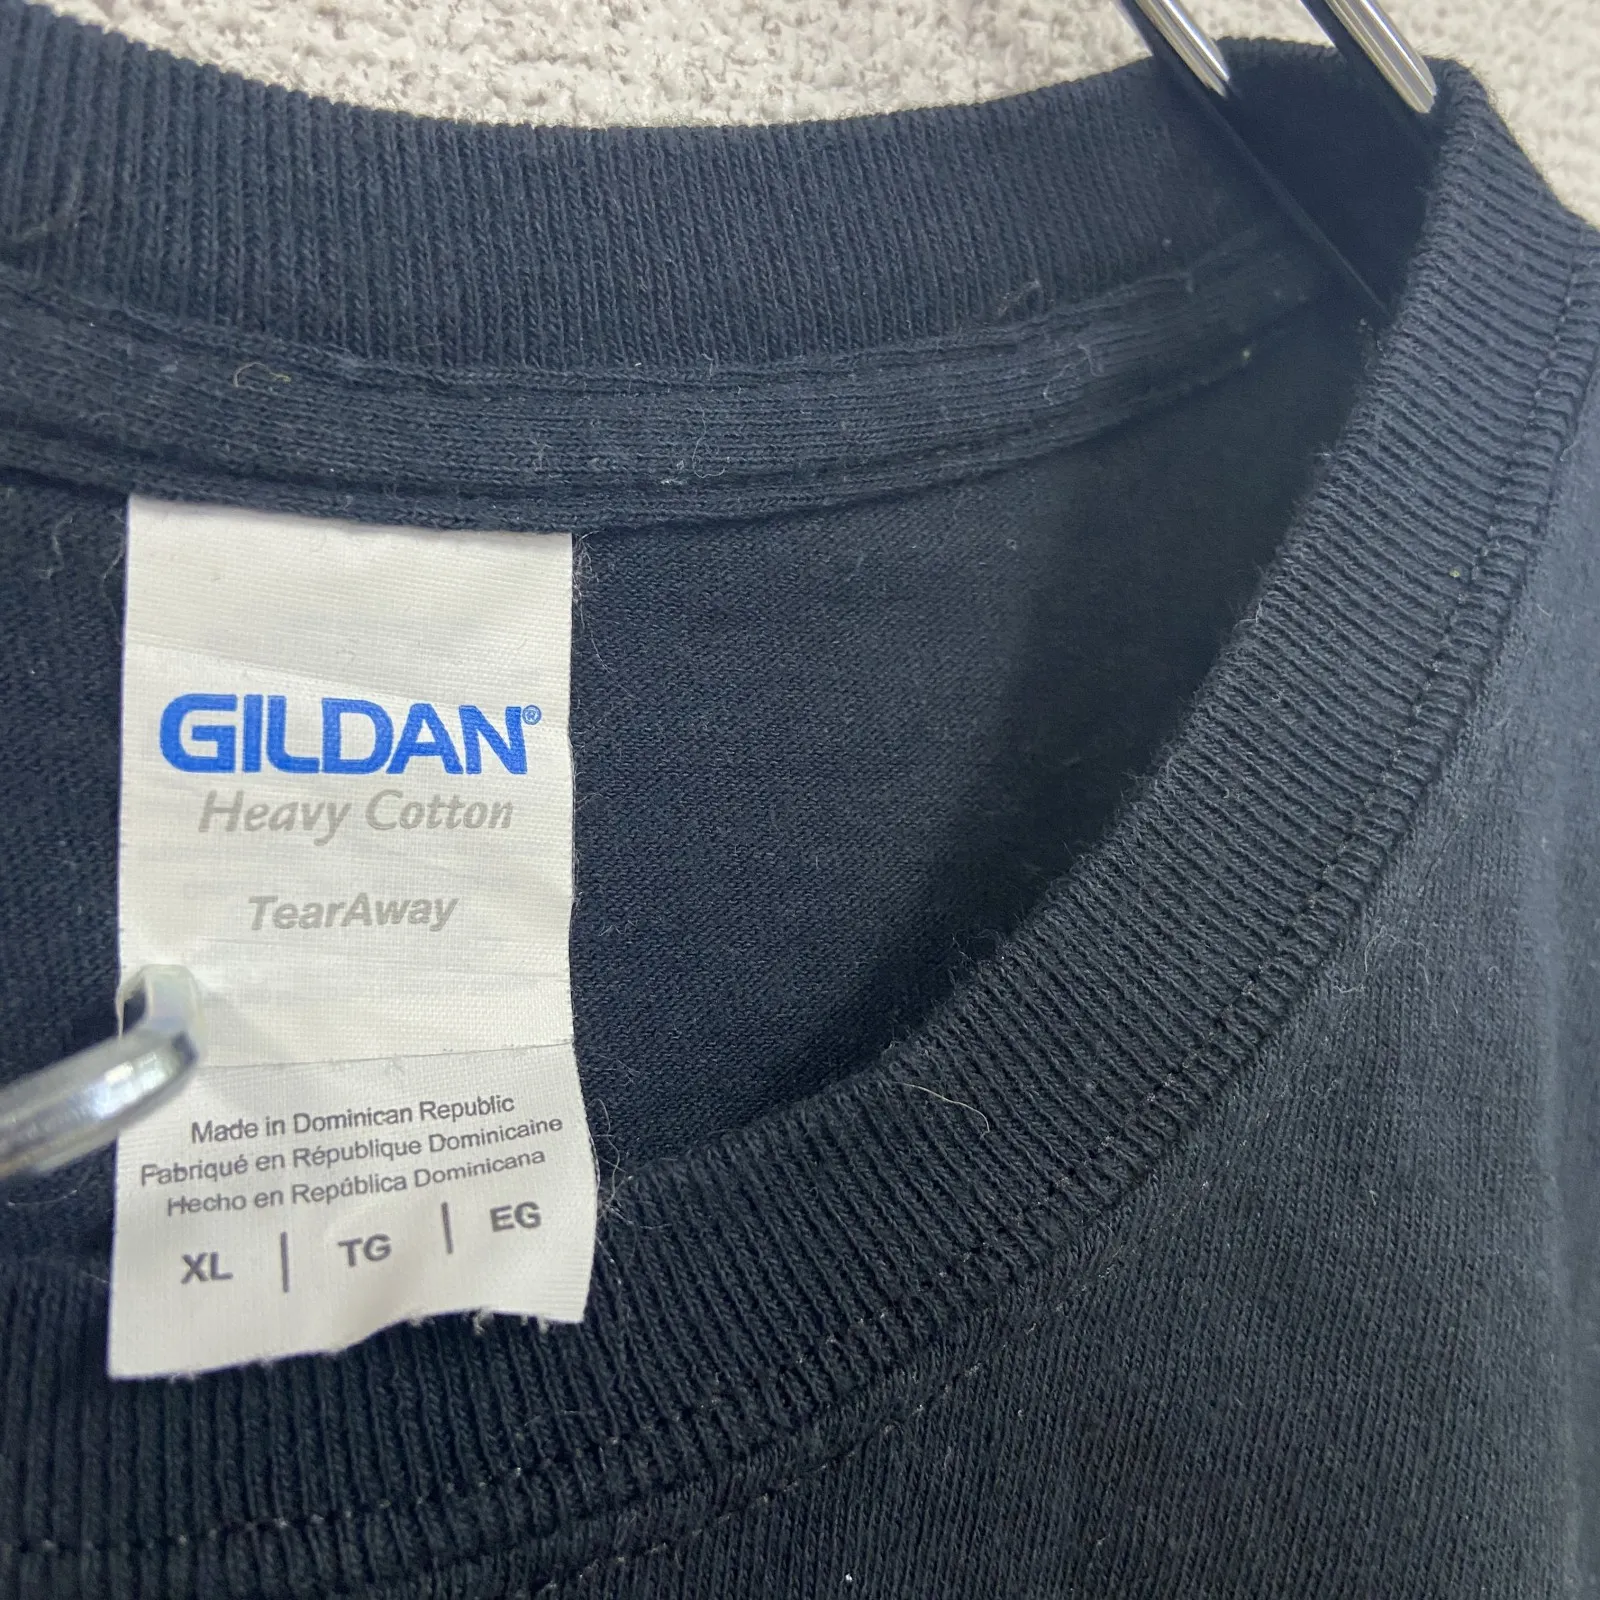 GILDAN®
Heavy Cotton
TearAway
Made in Dominican Republic
Fabriqué en République Dominicaine
Hecho en República Dominicana
XL | TG | EG